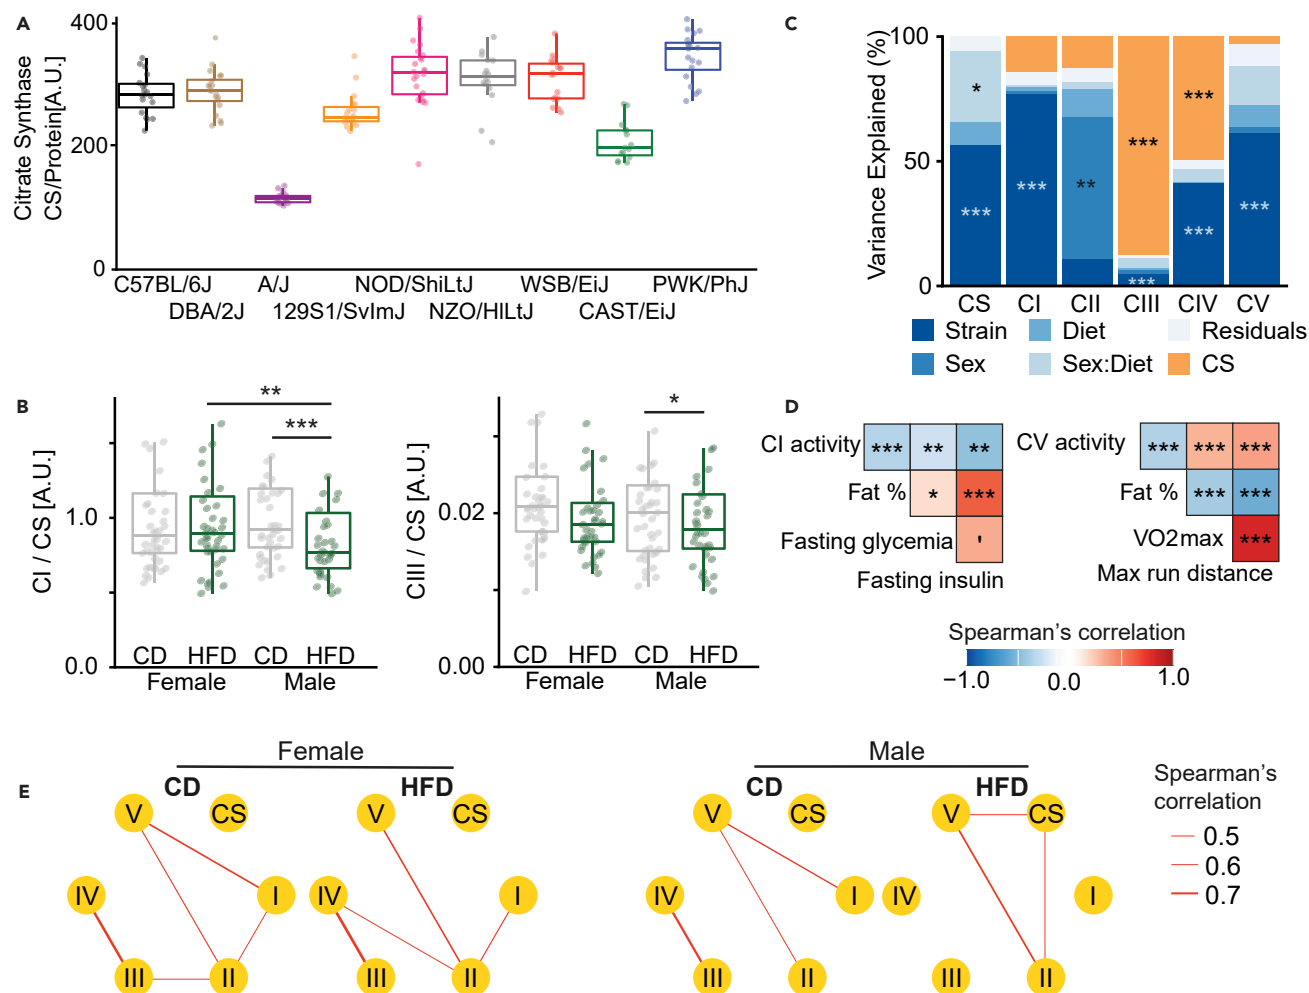 A
Citrate Synthase
CS/Protein[A.U.]
400
200
0
C57BL/6J
A/J
NOD/ShiLtJ
WSB/EiJ
PWK/PhJ
DBA/2J
129S1/SvImJ
NZO/HlLtJ
CAST/EiJ
C
Variance Explained (%)
100
50
0
*
***
***
**
***
***
***
***
***
CS CI CII CIII CIV CV
Strain Diet Residuals
Sex Sex:Diet CS
B
CI / CS [A.U.]
1.0
0.0
**
***
CD HFD CD HFD
Female Male
CIII / CS [A.U.]
0.02
0.00
*
CD HFD CD HFD
Female Male
D
CI activity *** ** **
Fat % * ***
Fasting glycemia '
Fasting insulin
CV activity *** *** ***
Fat % *** ***
VO2max ***
Max run distance
Spearman's correlation
−1.0 0.0 1.0
E
Female
CD HFD
V CS V CS
IV I IV I
III II III II
Male
CD HFD
V CS V CS
IV I IV I
III II III II
Spearman's
correlation
0.5
0.6
0.7